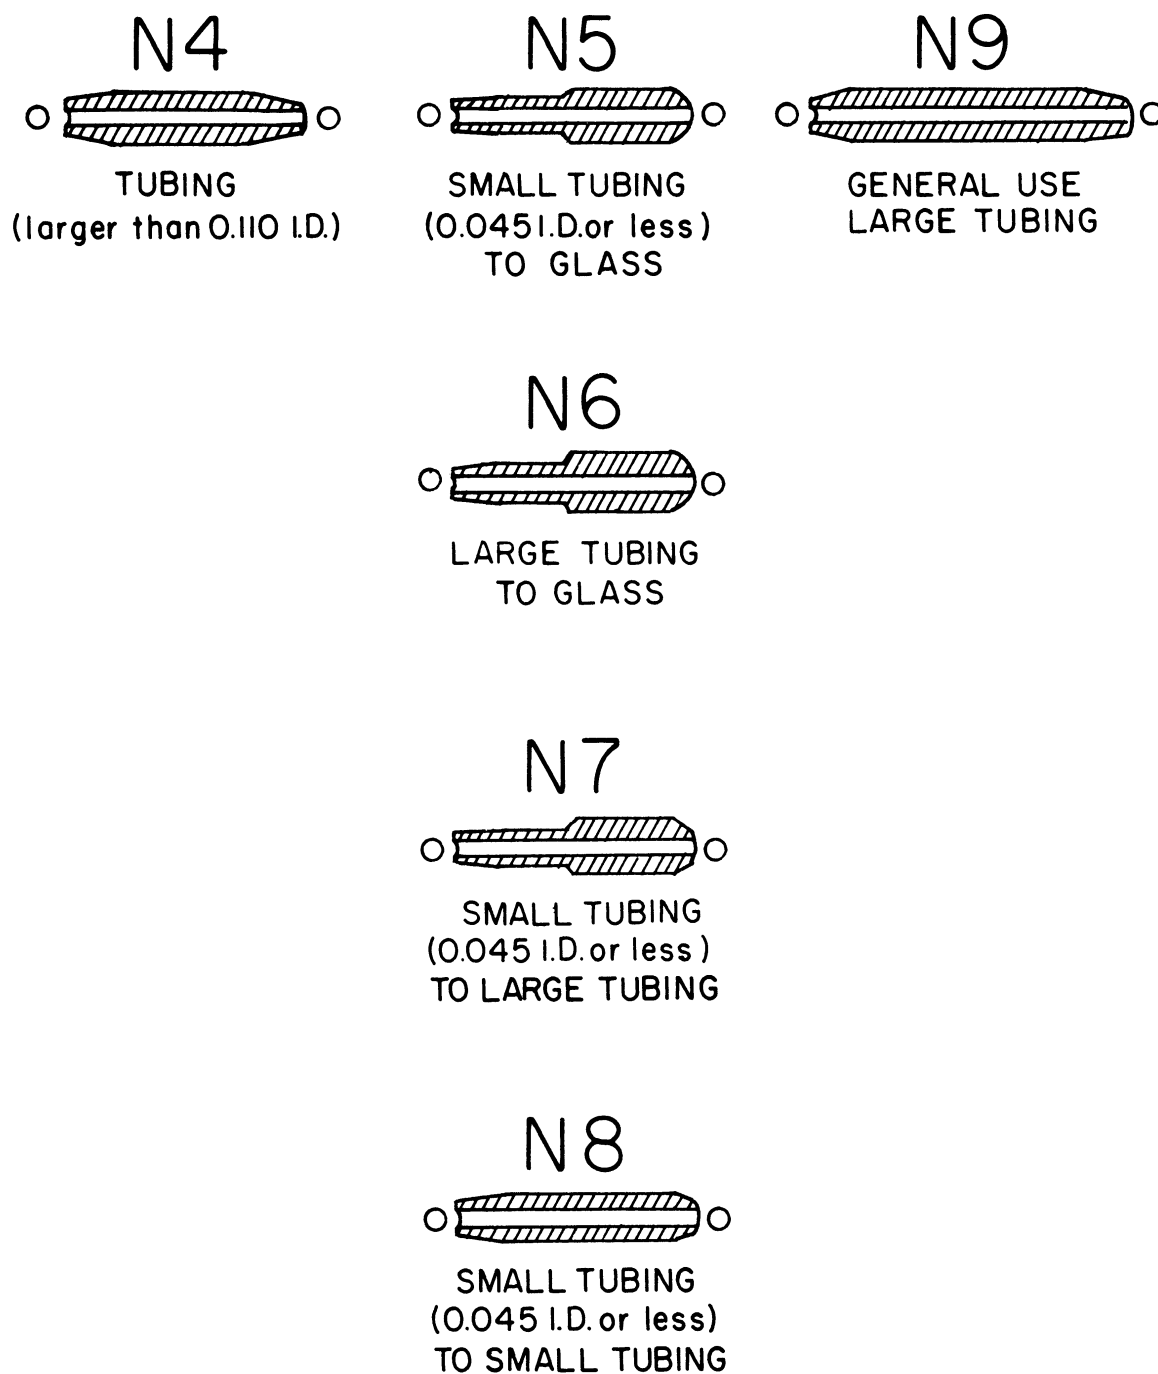 N4
TUBING
(larger than 0.110 I.D.)
N5
SMALL TUBING
(0.045 I.D. or less)
TO GLASS
N9
GENERAL USE
LARGE TUBING
N6
LARGE TUBING
TO GLASS
N7
SMALL TUBING
(0.045 I.D. or less)
TO LARGE TUBING
N8
SMALL TUBING
(0.045 I.D. or less)
TO SMALL TUBING